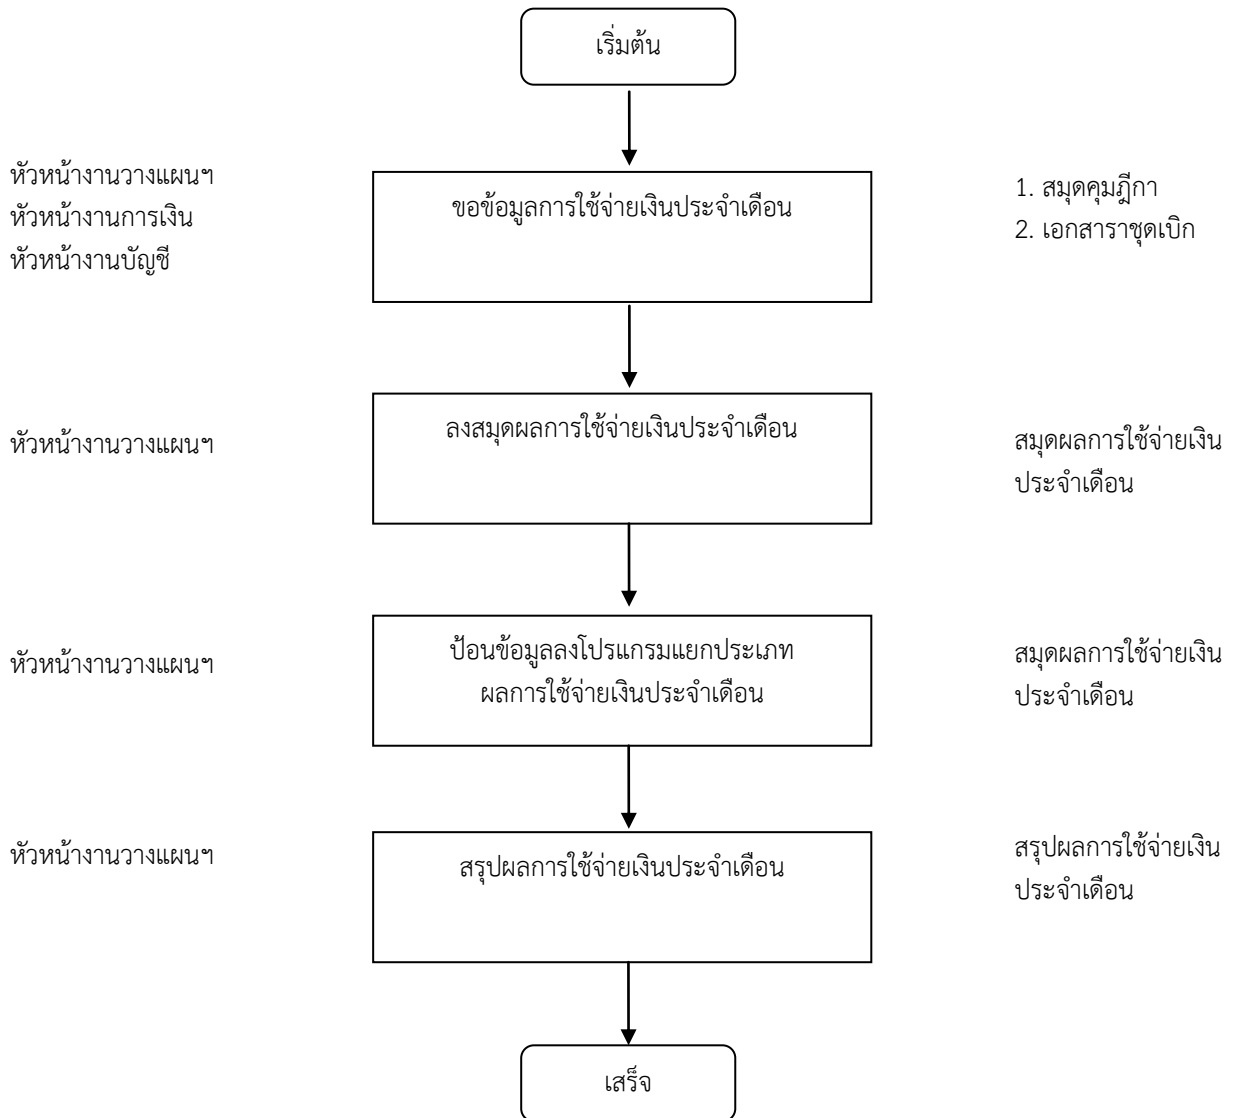 เริ่มต้น
หัวหน้างานวางแผนฯ
หัวหน้างานการเงิน
หัวหน้างานบัญชี
ขอข้อมูลการใช้จ่ายเงินประจำเดือน
1. สมุดคุมฎีกา
2. เอกสาราชุดเบิก
หัวหน้างานวางแผนฯ
ลงสมุดผลการใช้จ่ายเงินประจำเดือน
สมุดผลการใช้จ่ายเงิน
ประจำเดือน
หัวหน้างานวางแผนฯ
ป้อนข้อมูลลงโปรแกรมแยกประเภท
ผลการใช้จ่ายเงินประจำเดือน
สมุดผลการใช้จ่ายเงิน
ประจำเดือน
หัวหน้างานวางแผนฯ
สรุปผลการใช้จ่ายเงินประจำเดือน
สรุปผลการใช้จ่ายเงิน
ประจำเดือน
เสร็จ